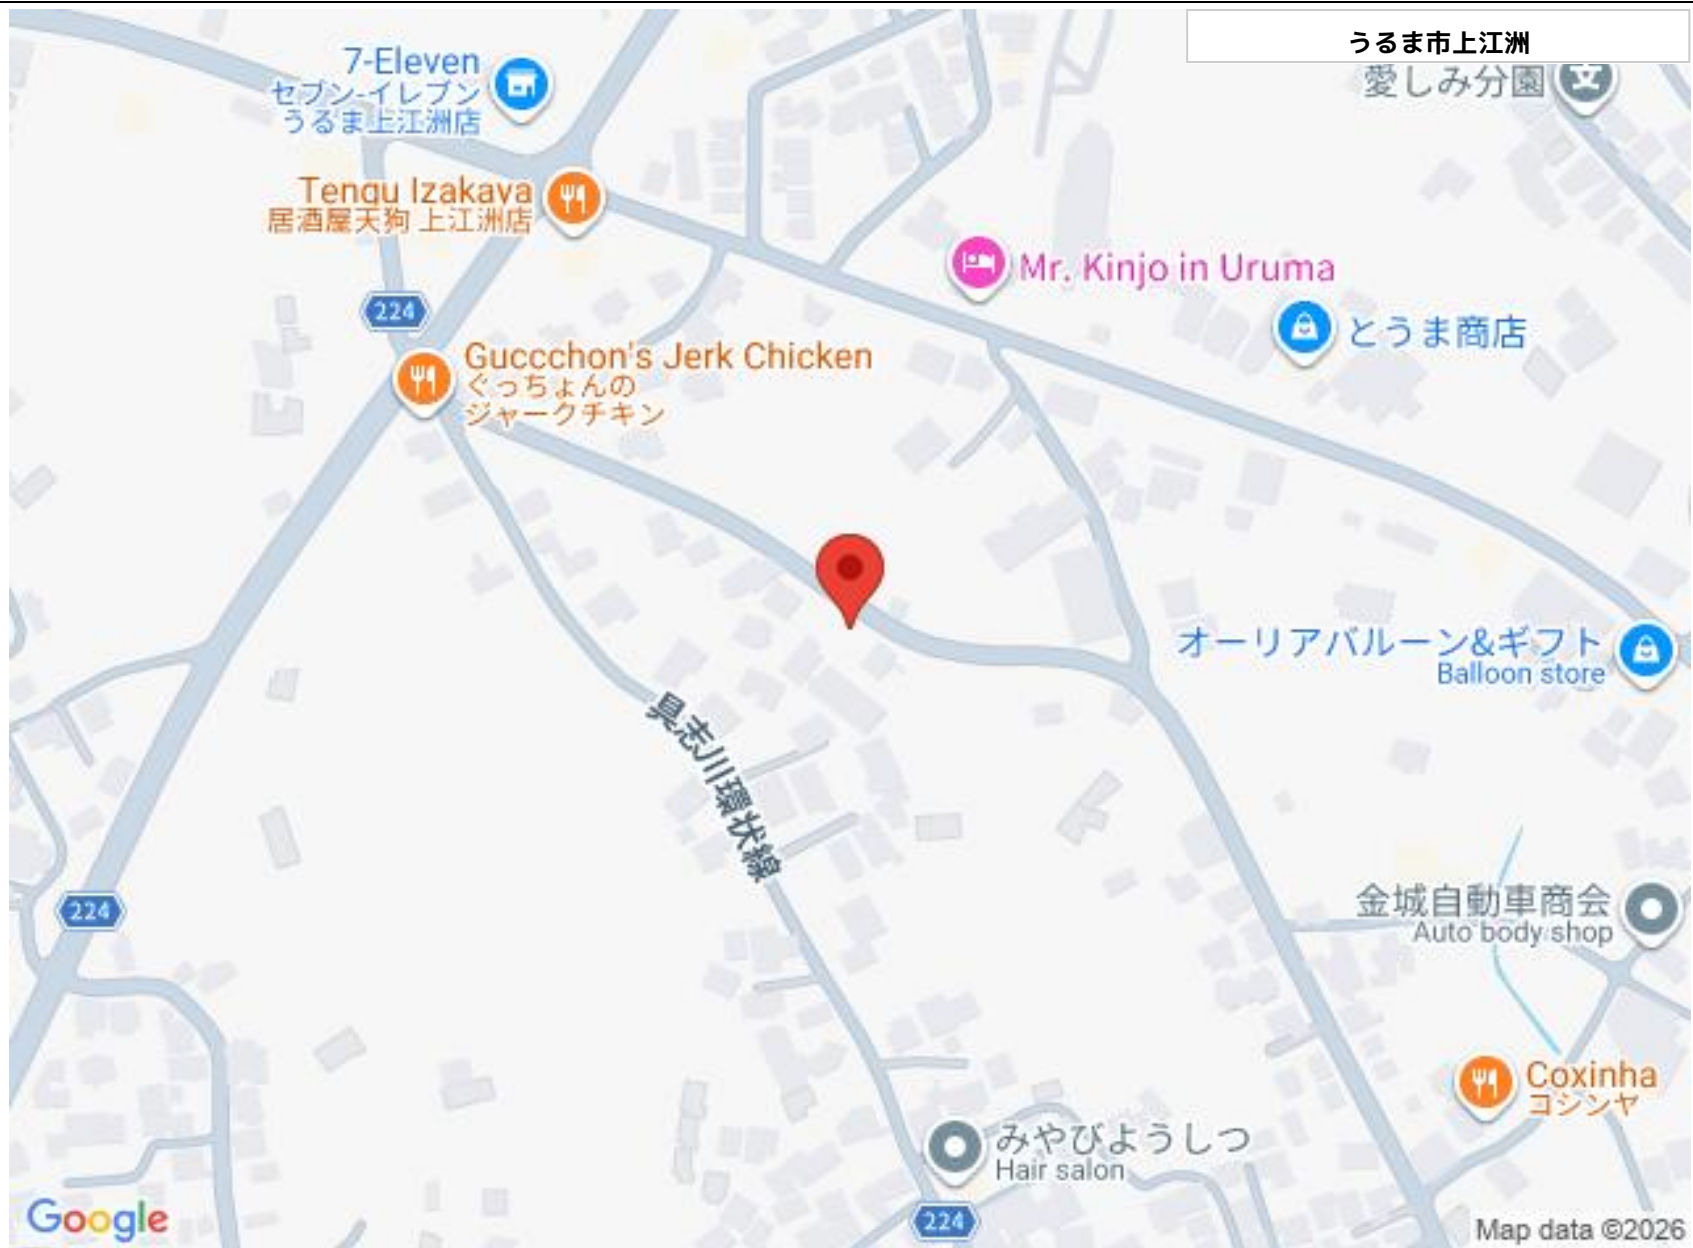 うるま市上江洲
7-Eleven
セブン-イレブン
うるま上江洲店
愛しみ分園
Tengu Izakaya
居酒屋天狗 上江洲店
Mr. Kinjo in Uruma
224
とうま商店
Guccchon's Jerk Chicken
ぐっちょんの
ジャークチキン
オーリアバルーン&ギフト
Balloon store
具志川環状線
224
金城自動車商会
Auto body shop
Coxinha
コシンヤ
みやびようしつ
Hair salon
224
Google
Map data ©2026